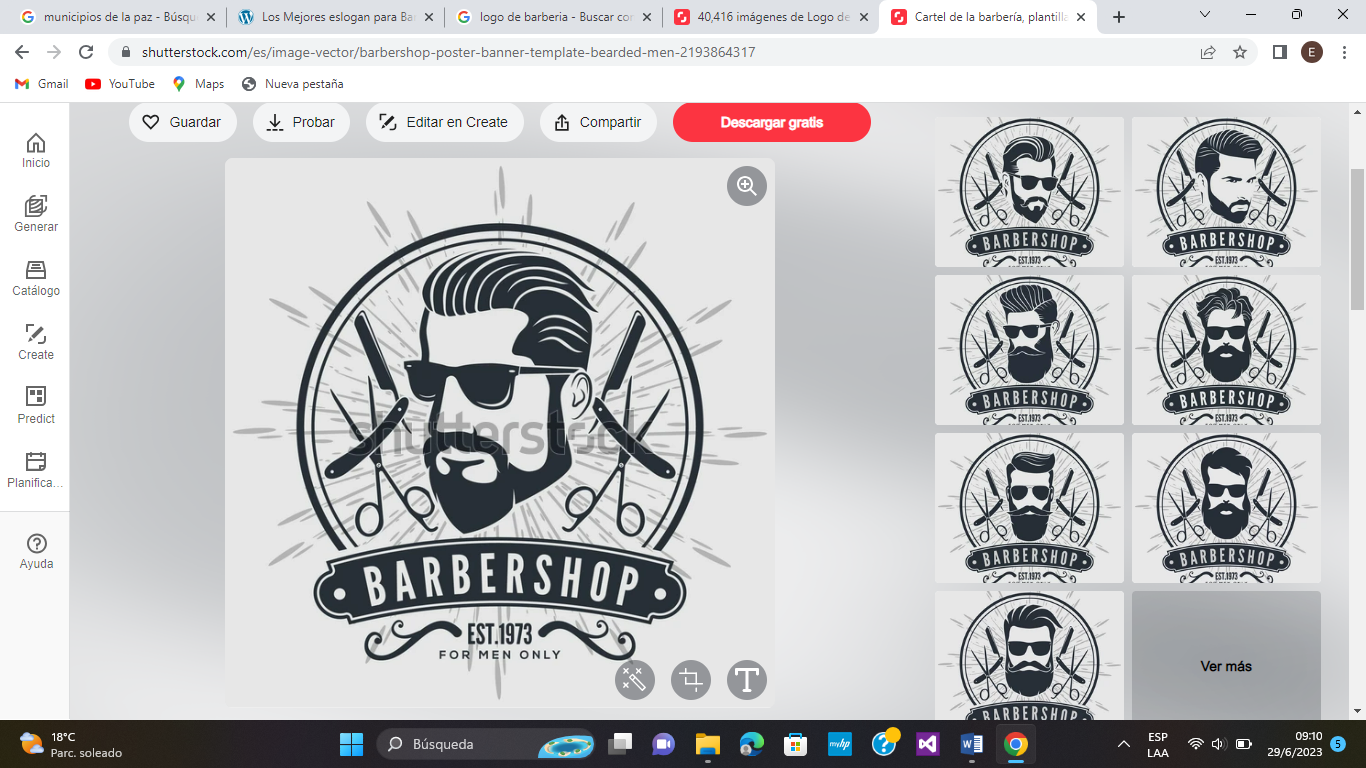 municipios de la paz - Búsqu
Los Mejores eslogan para Ba
logo de barberia - Buscar cor
40,416 imágenes de Logo de
Cartel de la barbería, plantilla
shutterstock.com/es/image-vector/barbershop-poster-banner-template-bearded-men-2193864317
E
Gmail
YouTube
Maps
Nueva pestaña
Inicio
Generar
Catálogo
Create
Predict
Planifica...
Ayuda
Guardar
Probar
Editar en Create
Compartir
Descargar gratis
shutterstock
BARBERSHOP
EST.1973
FOR MEN ONLY
T
BARBERSHOP
EST.1973
BARBERSHOP
EST.1973
BARBERSHOP
EST.1973
BARBERSHOP
EST.1973
BARBERSHOP
EST.1973
BARBERSHOP
EST.1973
BARBERSHOP
Ver más
18°C
Parc. soleado
Búsqueda
myhp
ESP
LAA
09:10
29/6/2023
5